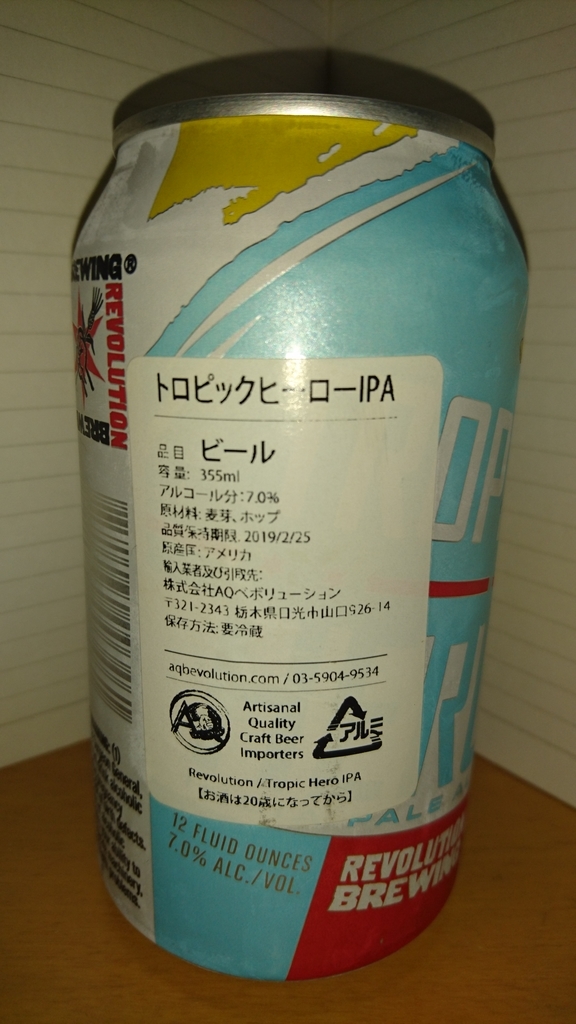 BREWING®
REVOLUTION
BREW
トロピックヒーローIPA
品目 ビール
容量: 355ml
アルコール分:7.0%
原材料: 麦芽、ホップ
品質保持期限 2019/2/25
原産国: アメリカ
輸入業者及び引取先:
株式会社AQベボリューション
〒321-2343 栃木県日光市山口926-14
保存方法: 要冷蔵
aqbevolution.com / 03-5904-9534
AQ
Artisanal
Quality
Craft Beer
Importers
アルミ
Revolution / Tropic Hero IPA
【お酒は20歳になってから】
OP
PALE A
12 FLUID OUNCES
7.0% ALC./VOL.
REVOLUTION
BREWING